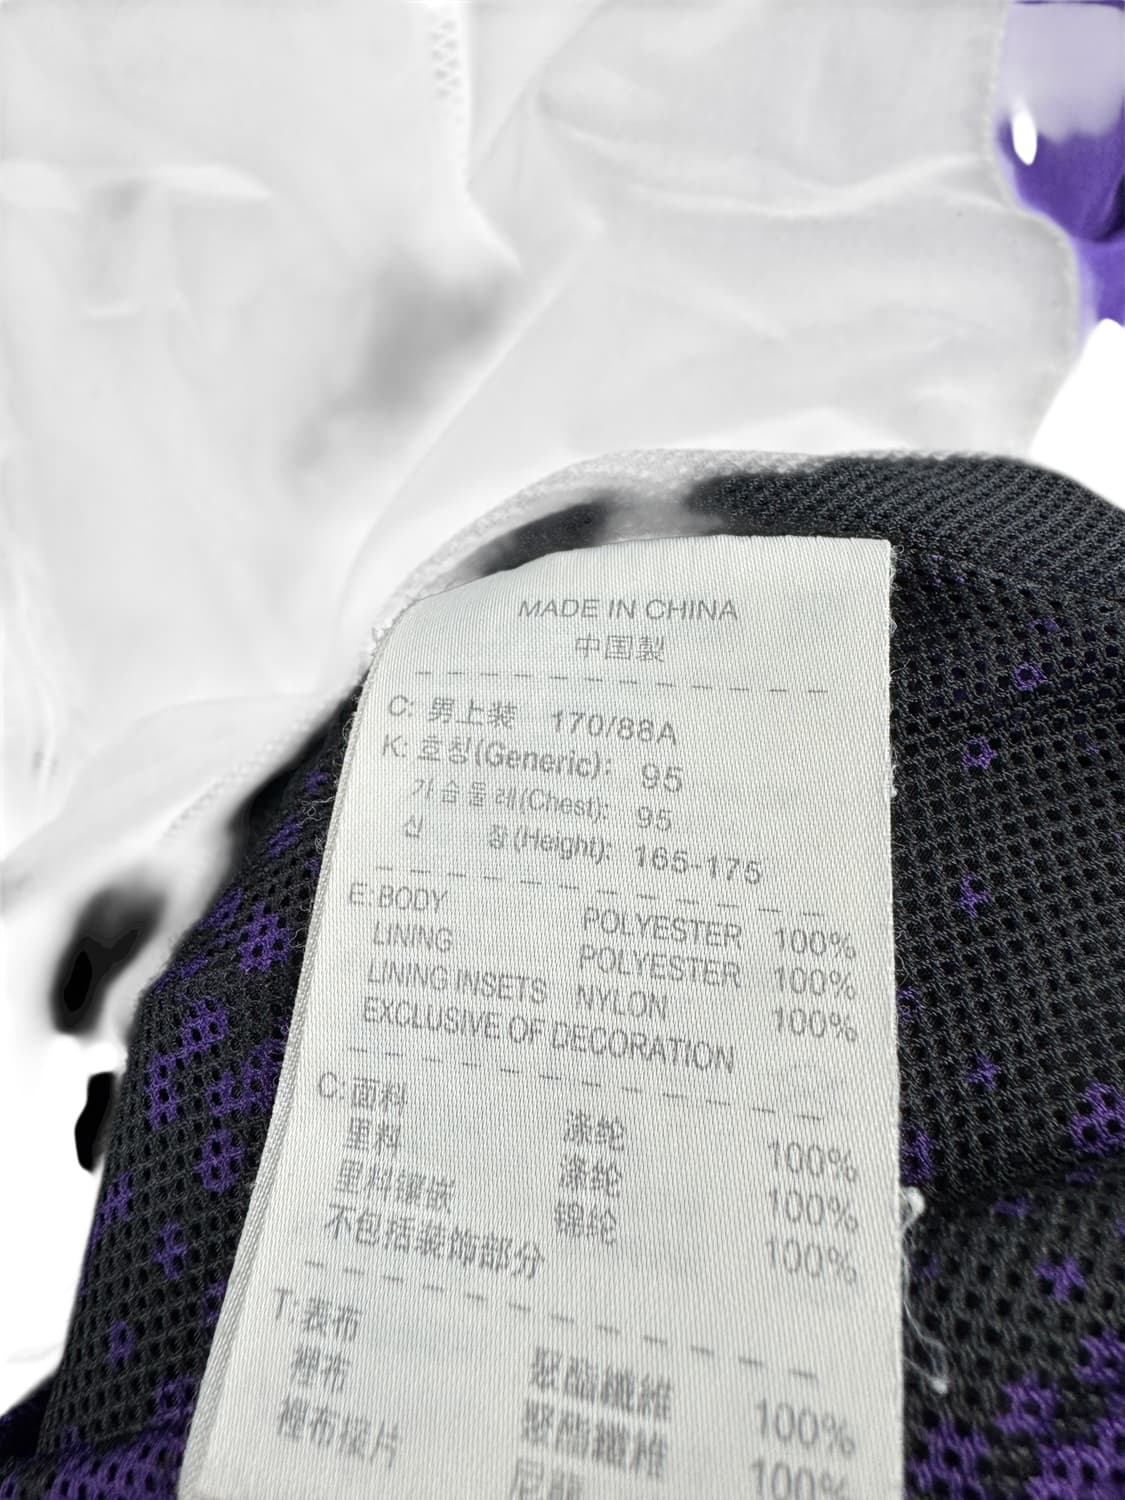 MADE IN CHINA
中国製
C: 男上装 170/88A
K: 호칭(Generic): 95
가슴둘레(Chest): 95
신 장(Height): 165-175
E: BODY POLYESTER 100%
LINING POLYESTER 100%
LINING INSETS NYLON 100%
EXCLUSIVE OF DECORATION
C: 面料 涤纶 100%
里料 涤纶 100%
里料镶嵌 锦纶 100%
不包括装饰部分
T: 表布 聚酯纖維 100%
裡布 聚酯纖維 100%
裡布接片